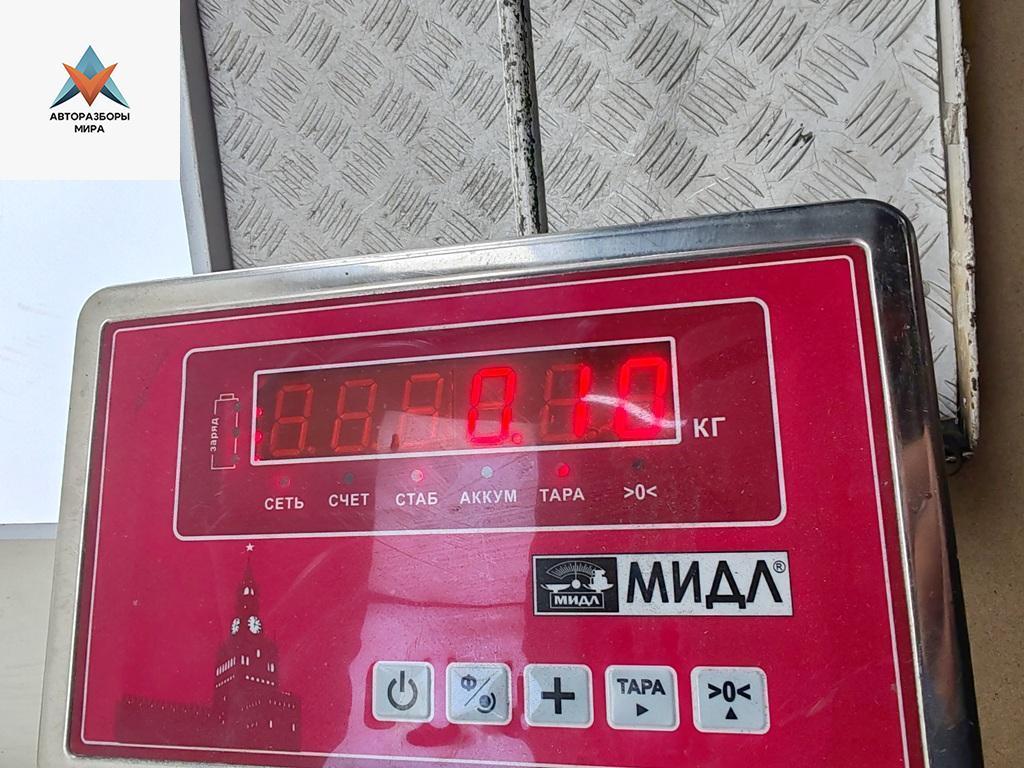 АВТОРАЗБОРЫ
МИРА
заряд
0.10 КГ
СЕТЬ СЧЕТ СТАБ АККУМ ТАРА >0<
МИДЛ МИДЛ®
Ф ТАРА >0<